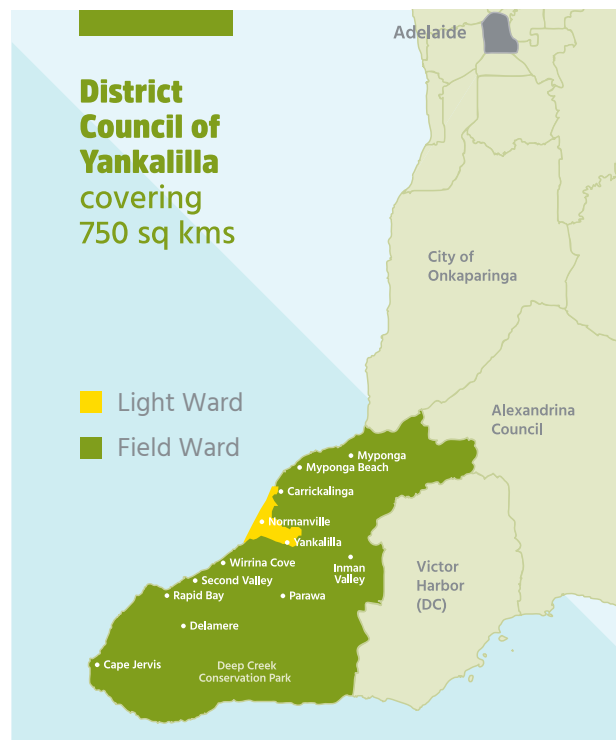 Adelaide
District
Council of
Yankalilla
covering
750 sq kms
City of
Onkaparinga
Light Ward
Field Ward
Alexandrina
Council
Myponga
Myponga Beach
Carrickalinga
Normanville
Yankalilla
Wirrina Cove
Inman
Valley
Second Valley
Rapid Bay
Parawa
Victor
Harbor
(DC)
Delamere
Cape Jervis
Deep Creek
Conservation Park